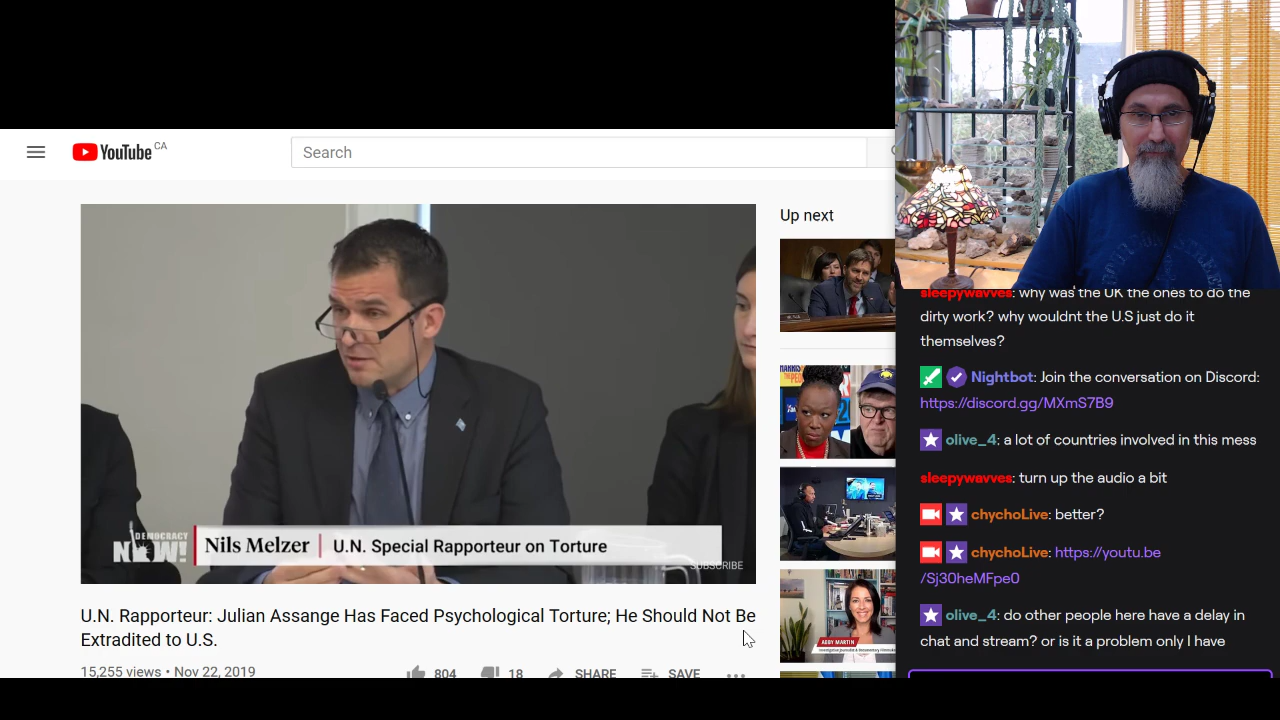 YouTube CA
Search
Up next
DEMOCRACY
NOW!
Nils Melzer | U.N. Special Rapporteur on Torture
SUBSCRIBE
U.N. Rapporteur: Julian Assange Has Faced Psychological Torture; He Should Not Be
Extradited to U.S.
15,255 views • Nov 22, 2019
804
18
SHARE
SAVE
ABBY MARTIN
sleepywavves: why was the UK the ones to do the
dirty work? why wouldnt the U.S just do it
themselves?
Nightbot: Join the conversation on Discord:
https://discord.gg/MXmS7B9
olive_4: a lot of countries involved in this mess
sleepywavves: turn up the audio a bit
chychoLive: better?
chychoLive: https://youtu.be
/Sj30heMFpe0
olive_4: do other people here have a delay in
chat and stream? or is it a problem only I have